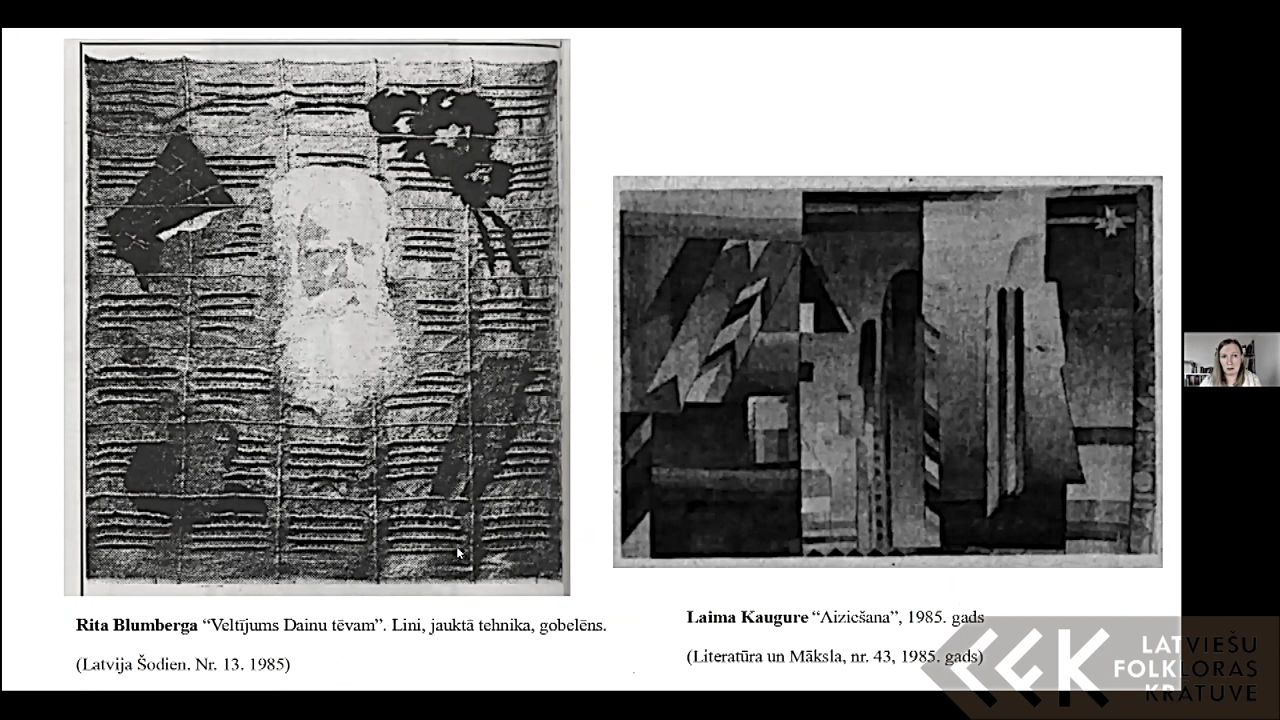 Rita Blumberga “Veltījums Dainu tēvam”. Lini, jauktā tehnika, gobelēns.
(Latvija Šodien. Nr. 13. 1985)
Laima Kaugure “Aiziešana”, 1985. gads
(Literatūra un Māksla, nr. 43, 1985. gads)
LATVIEŠU
FOLKLORAS
KRĀTUVE